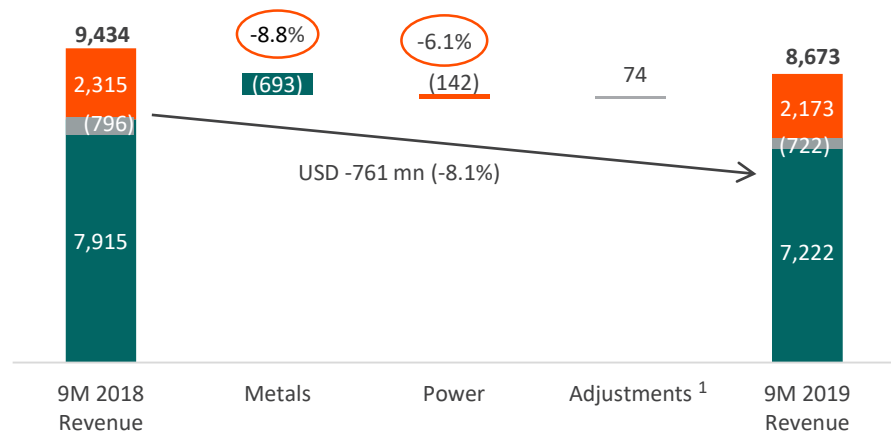 9,434
-8.8%
-6.1%
8,673
2,315
(693)
(142)
74
2,173
(796)
(722)
USD -761 mn (-8.1%)
7,915
7,222
9M 2018
Revenue
Metals
Power
Adjustments ¹
9M 2019
Revenue